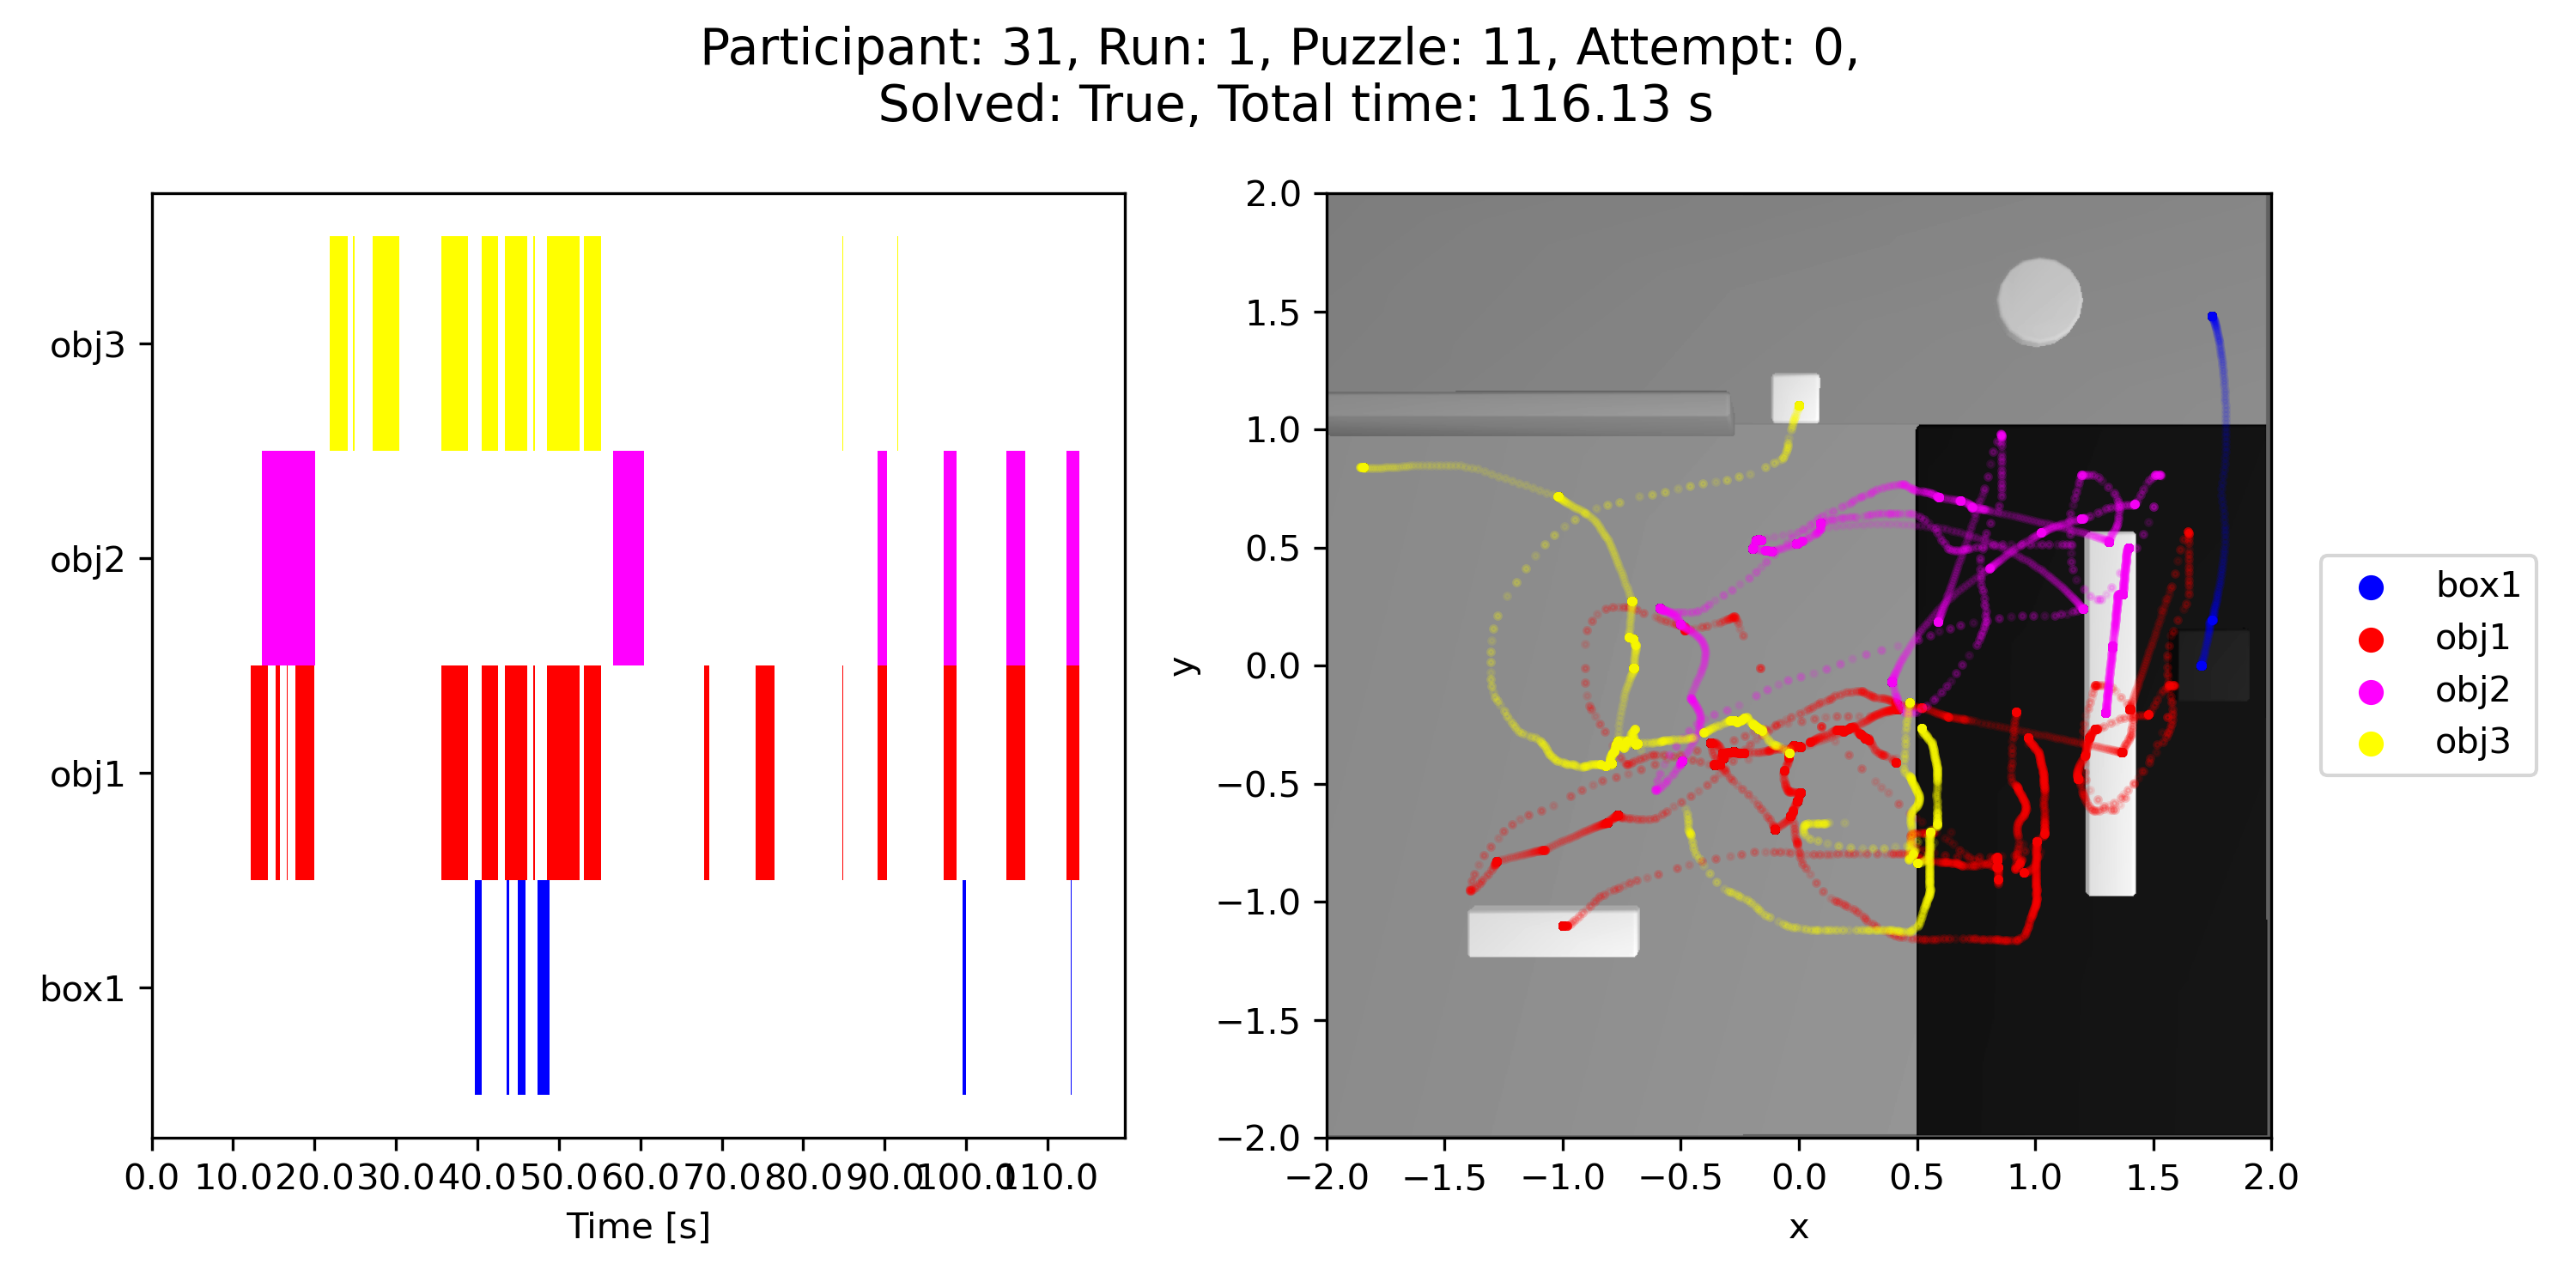 Participant: 31, Run: 1, Puzzle: 11, Attempt: 0,
Solved: True, Total time: 116.13 s
obj3
obj2
obj1
box1
0.0 10.0 20.0 30.0 40.0 50.0 60.0 70.0 80.0 90.0 100.0 110.0
Time [s]
2.0
1.5
1.0
0.5
0.0
−0.5
−1.0
−1.5
−2.0
y
−2.0 −1.5 −1.0 −0.5 0.0 0.5 1.0 1.5 2.0
x
box1
obj1
obj2
obj3